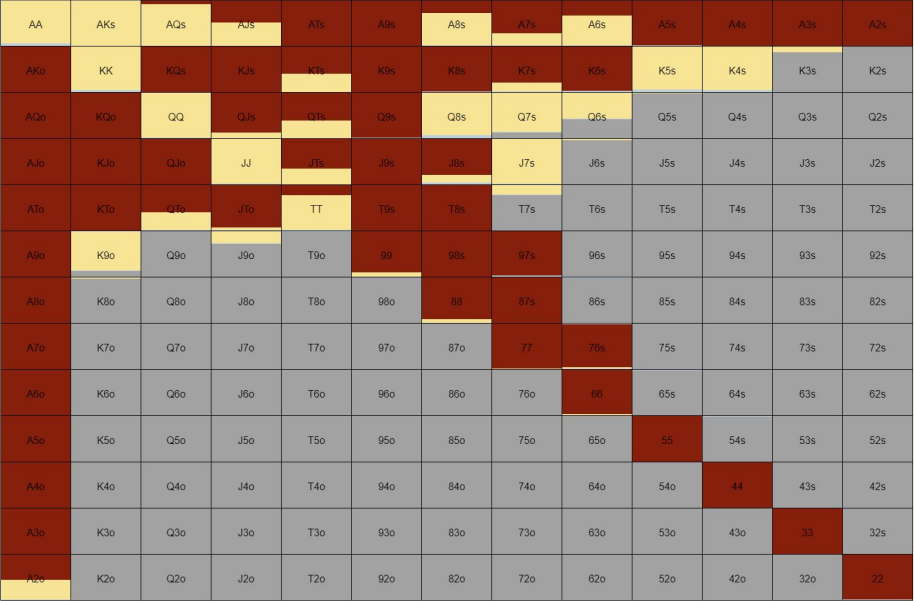 AA AKs AQs AJs ATs A9s A8s A7s A6s A5s A4s A3s A2s
AKo KK KQs KJs KTs K9s K8s K7s K6s K5s K4s K3s K2s
AQo KQo QQ QJs QTs Q9s Q8s Q7s Q6s Q5s Q4s Q3s Q2s
AJo KJo QJo JJ JTs J9s J8s J7s J6s J5s J4s J3s J2s
ATo KTo QTo JTo TT T9s T8s T7s T6s T5s T4s T3s T2s
A9o K9o Q9o J9o T9o 99 98s 97s 96s 95s 94s 93s 92s
A8o K8o Q8o J8o T8o 98o 88 87s 86s 85s 84s 83s 82s
A7o K7o Q7o J7o T7o 97o 87o 77 76s 75s 74s 73s 72s
A6o K6o Q6o J6o T6o 96o 86o 76o 66 65s 64s 63s 62s
A5o K5o Q5o J5o T5o 95o 85o 75o 65o 55 54s 53s 52s
A4o K4o Q4o J4o T4o 94o 84o 74o 64o 54o 44 43s 42s
A3o K3o Q3o J3o T3o 93o 83o 73o 63o 53o 43o 33 32s
A2o K2o Q2o J2o T2o 92o 82o 72o 62o 52o 42o 32o 22